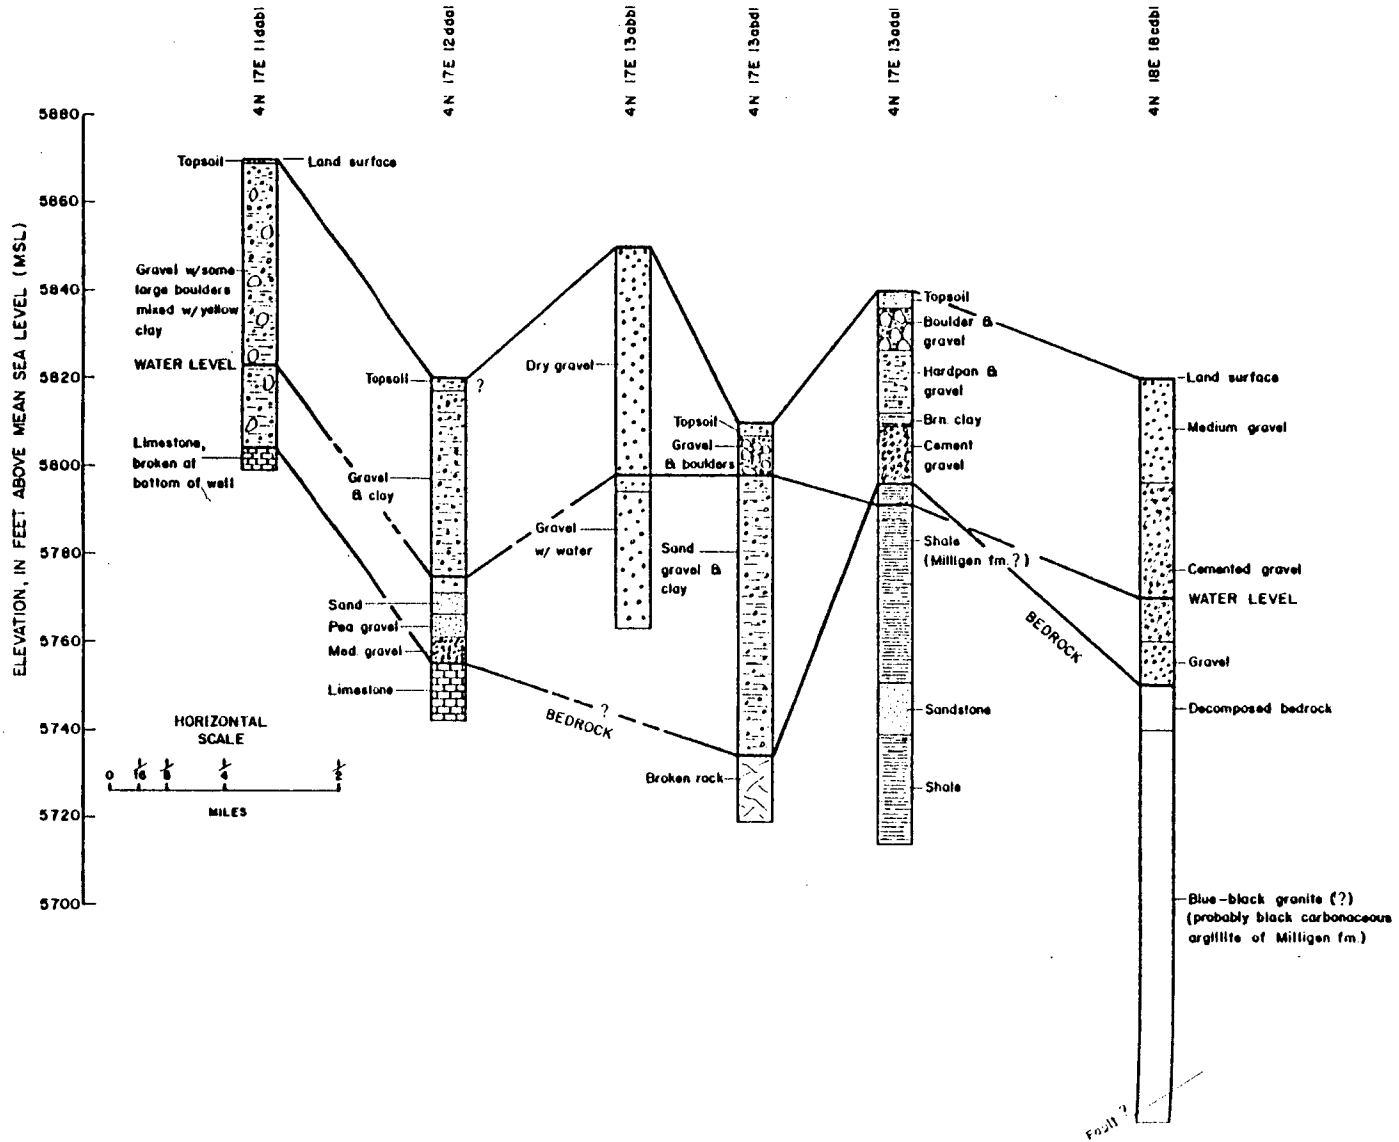 4N 17E 11dab1
4N 17E 12dda1
4N 17E 13abb1
4N 17E 13abd1
4N 17E 13ada1
4N 18E 18cdb1
ELEVATION, IN FEET ABOVE MEAN SEA LEVEL (MSL)
5880
5860
5840
5820
5800
5780
5760
5740
5720
5700
Topsoil
Land surface
Gravel w/some
large boulders
mixed w/yellow
clay
WATER LEVEL
Limestone,
broken at
bottom of well
Topsoil
?
Gravel
& clay
Sand
Pea gravel
Med. gravel
Limestone
Dry gravel
Gravel
w/ water
?
BEDROCK
Topsoil
Gravel
& boulders
Sand
gravel &
clay
Broken rock
Topsoil
Boulder &
gravel
Hardpan &
gravel
Brn. clay
Cement
gravel
Shale
(Milligen fm.?)
Sandstone
Shale
BEDROCK
Land surface
Medium gravel
Cemented gravel
WATER LEVEL
Gravel
Decomposed bedrock
Blue-black granite (?)
(probably black carbonaceous
argillite of Milligen fm.)
Fault ?
HORIZONTAL
SCALE
0 1/16 1/8 1/4 1/2
MILES